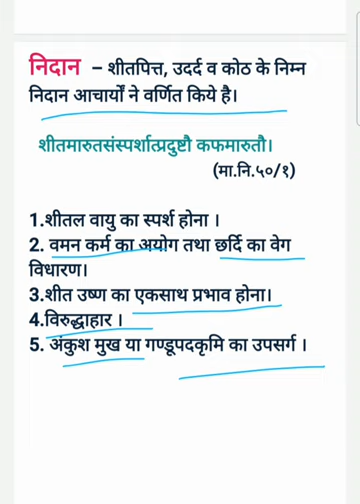 निदान – शीतपित्त, उदर्द व कोठ के निम्न
निदान आचार्यों ने वर्णित किये है।
शीतमारुतसंस्पर्शात्प्रदुष्टौ कफमारुतौ।
(मा.नि.५०/१)
1.शीतल वायु का स्पर्श होना ।
2. वमन कर्म का अयोग तथा छर्दि का वेग
विधारण।
3.शीत उष्ण का एकसाथ प्रभाव होना।
4.विरुद्धाहार ।
5. अंकुश मुख या गण्डूपदकृमि का उपसर्ग ।